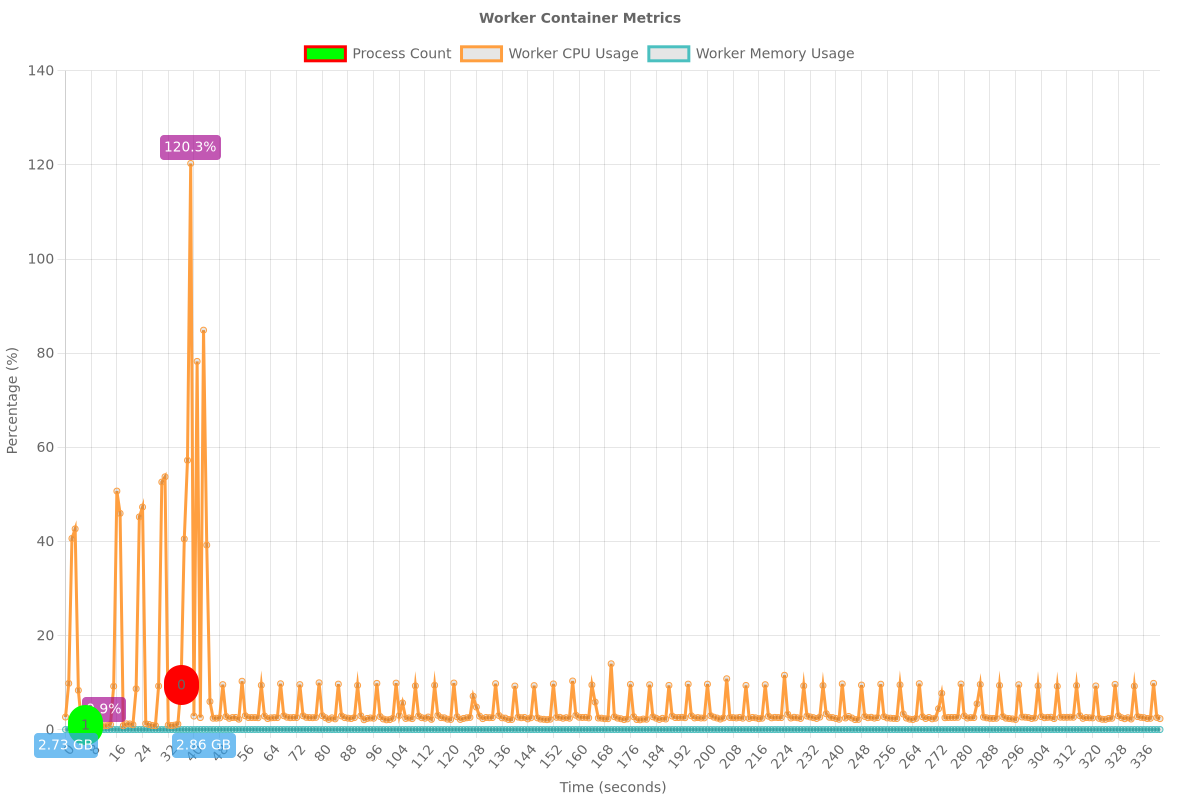 Worker Container Metrics
Process Count Worker CPU Usage Worker Memory Usage
140
120.3%
120
100
80
60
40
20
0
0
.9%
1
0
2.73 GB
2.86 GB
Percentage (%)
16 24 56 64 72 80 88 96 104 112 120 128 136 144 152 160 168 176 184 192 200 208 216 224 232 240 248 256 264 272 280 288 296 304 312 320 328 336
Time (seconds)